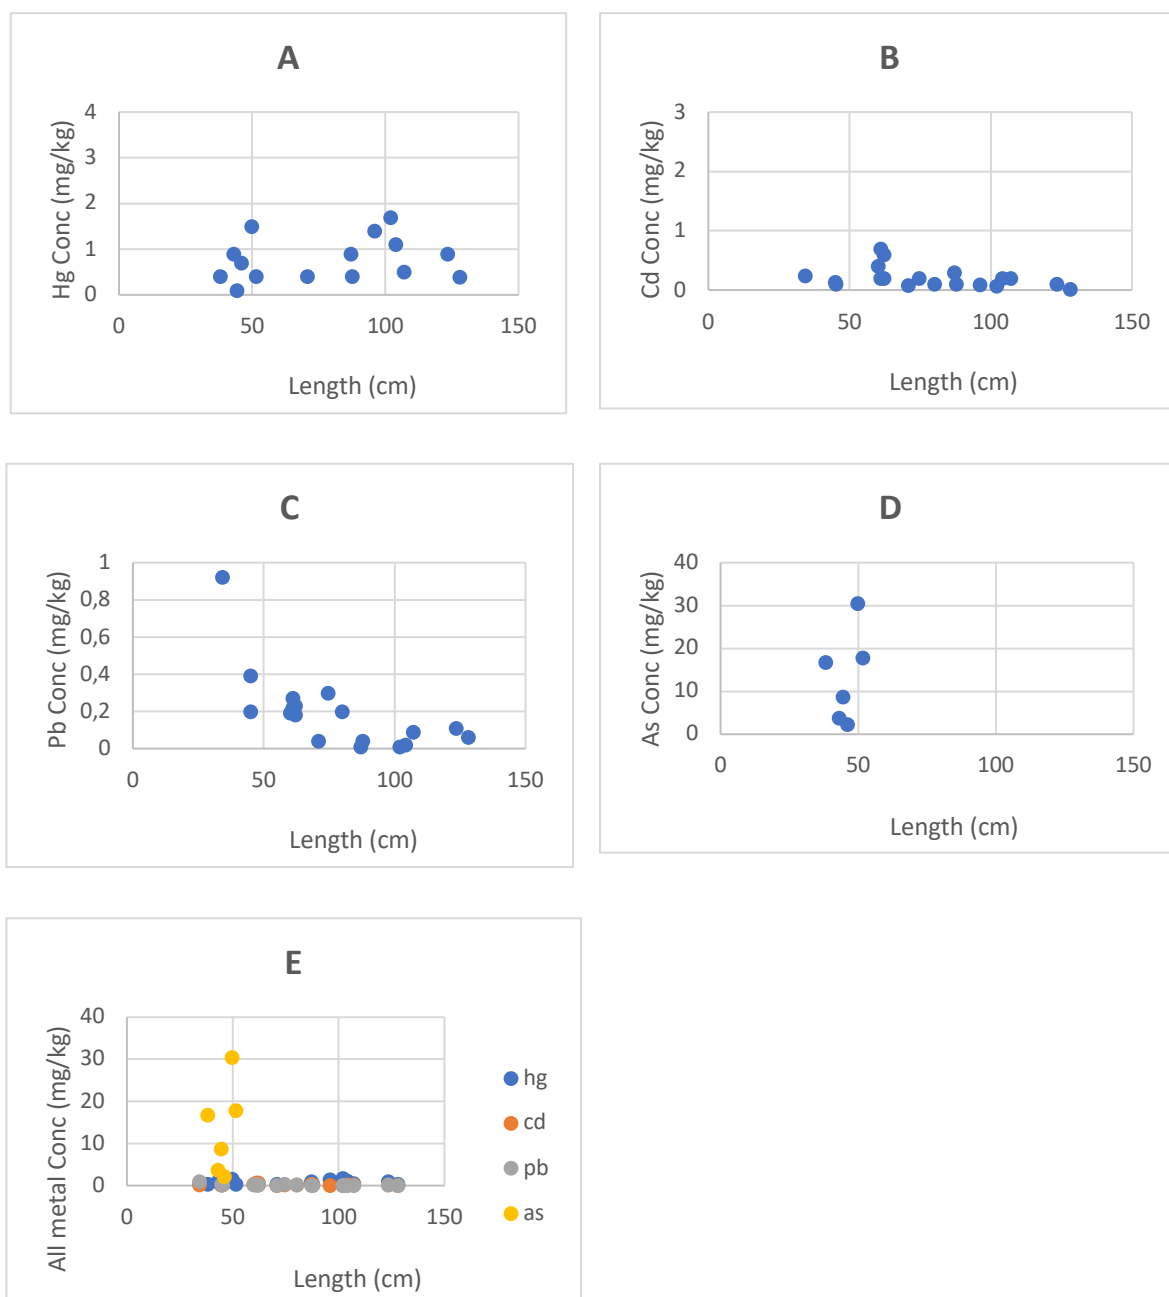 A
Hg Conc (mg/kg)
4
3
2
1
0
0 50 100 150
Length (cm)
B
Cd Conc (mg/kg)
3
2
1
0
0 50 100 150
Length (cm)
C
Pb Conc (mg/kg)
1
0,8
0,6
0,4
0,2
0
0 50 100 150
Length (cm)
D
As Conc (mg/kg)
40
30
20
10
0
0 50 100 150
Length (cm)
E
All metal Conc (mg/kg)
40
30
20
10
0
0 50 100 150
Length (cm)
hg
cd
pb
as